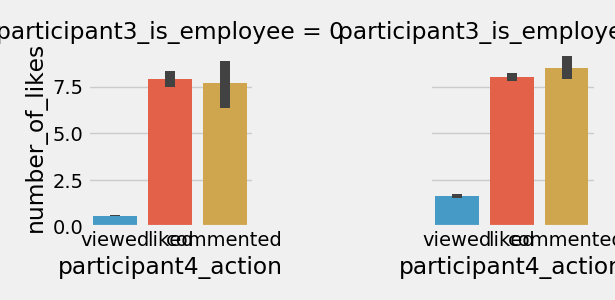 participant3_is_employee = 0
participant3_is_employe
number_of_likes
7.5
5.0
2.5
0.0
viewed liked commented
viewed liked commented
participant4_action
participant4_action